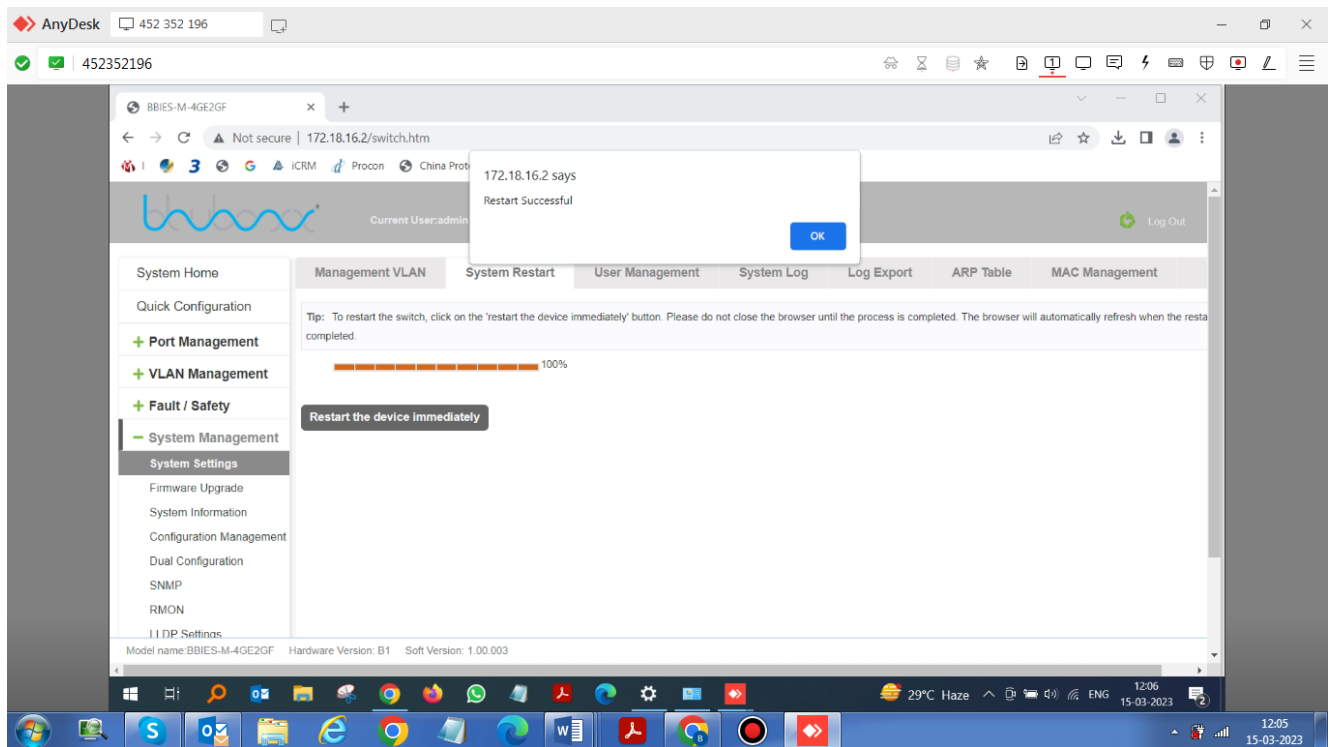 AnyDesk 452 352 196
452352196
BBIES-M-4GE2GF
Not secure | 172.18.16.2/switch.htm
iCRM Procon China Prot
172.18.16.2 says
Restart Successful
OK
Current User:admin
Log Out
System Home
Quick Configuration
+ Port Management
+ VLAN Management
+ Fault / Safety
− System Management
System Settings
Firmware Upgrade
System Information
Configuration Management
Dual Configuration
SNMP
RMON
LLDP Settings
Management VLAN System Restart User Management System Log Log Export ARP Table MAC Management
Tip: To restart the switch, click on the 'restart the device immediately' button. Please do not close the browser until the process is completed. The browser will automatically refresh when the resta
completed.
100%
Restart the device immediately
Model name:BBIES-M-4GE2GF Hardware Version: B1 Soft Version: 1.00.003
29°C Haze ENG 12:06
15-03-2023 2
12:05
15-03-2023